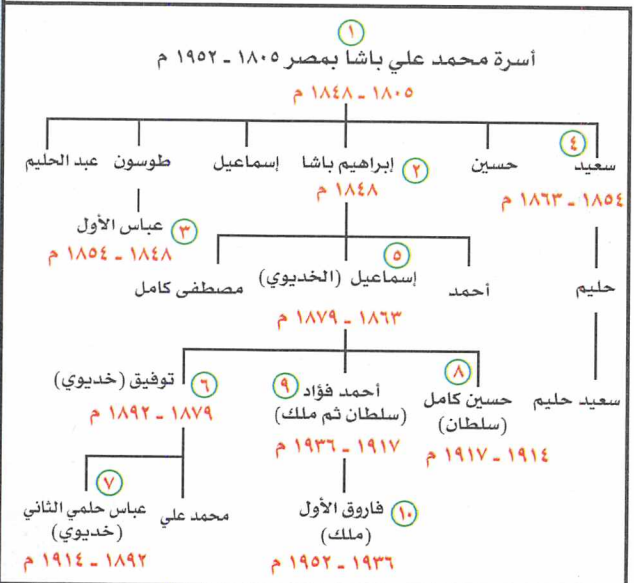 ١
أسرة محمد علي باشا بمصر ١٨٠٥ ـ ١٩٥٢ م
١٨٠٥ ـ ١٨٤٨ م
٤
سعيد
١٨٥٤ ـ ١٨٦٣ م
حسين
٢
إبراهيم باشا
١٨٤٨ م
إسماعيل
طوسون
عبد الحليم
٣
عباس الأول
١٨٤٨ ـ ١٨٥٤ م
حليم
أحمد
٥
إسماعيل (الخديوي)
١٨٦٣ ـ ١٨٧٩ م
مصطفى كامل
سعيد حليم
٨
حسين كامل
(سلطان)
١٩١٤ ـ ١٩١٧ م
٩
أحمد فؤاد
(سلطان ثم ملك)
١٩١٧ ـ ١٩٣٦ م
٦
توفيق (خديوي)
١٨٧٩ ـ ١٨٩٢ م
١٠
فاروق الأول
(ملك)
١٩٣٦ ـ ١٩٥٢ م
محمد علي
٧
عباس حلمي الثاني
(خديوي)
١٨٩٢ ـ ١٩١٤ م